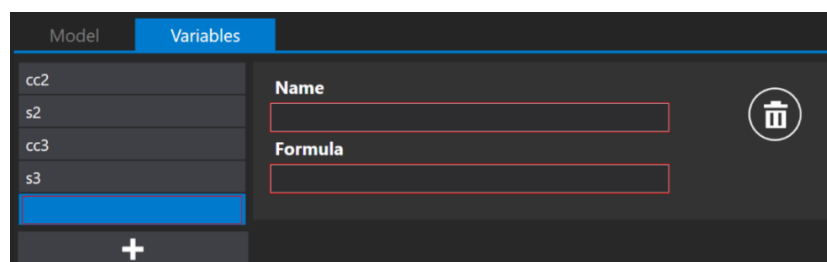 Model Variables
cc2
s2
cc3
s3
Name
Formula